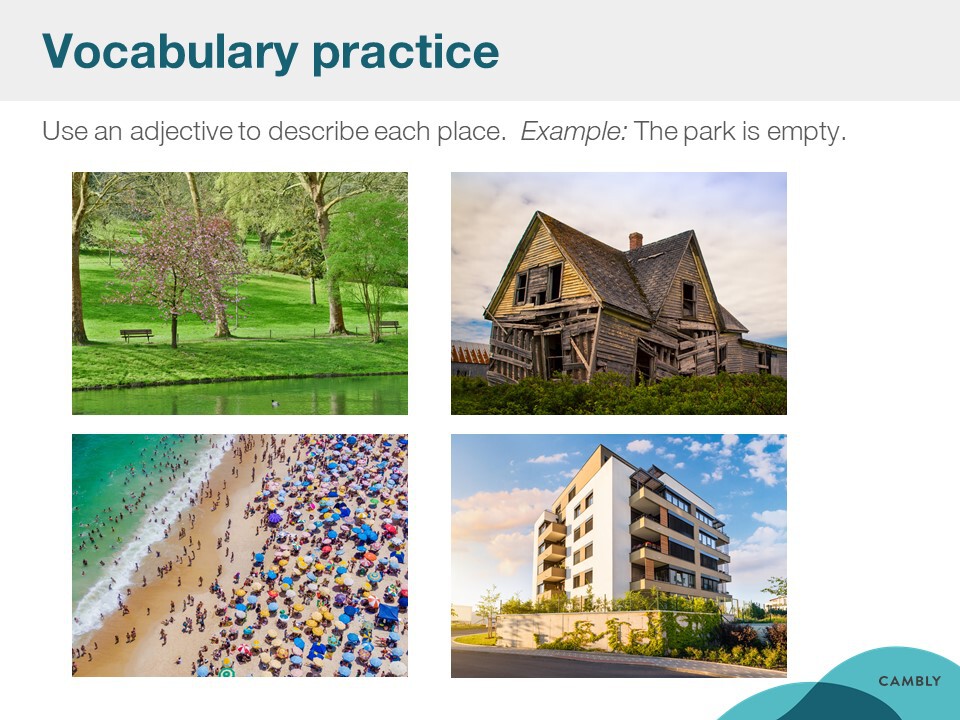 Vocabulary practice
Use an adjective to describe each place. Example: The park is empty.
CAMBLY